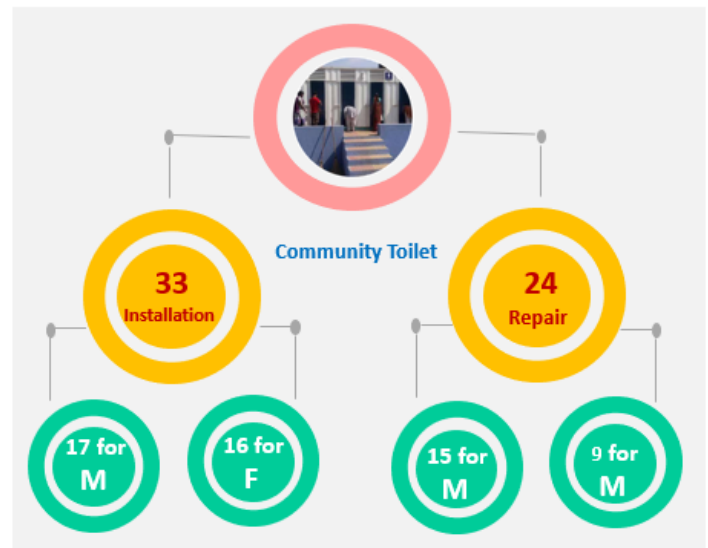 Community Toilet
33
Installation
24
Repair
17 for
M
16 for
F
15 for
M
9 for
M